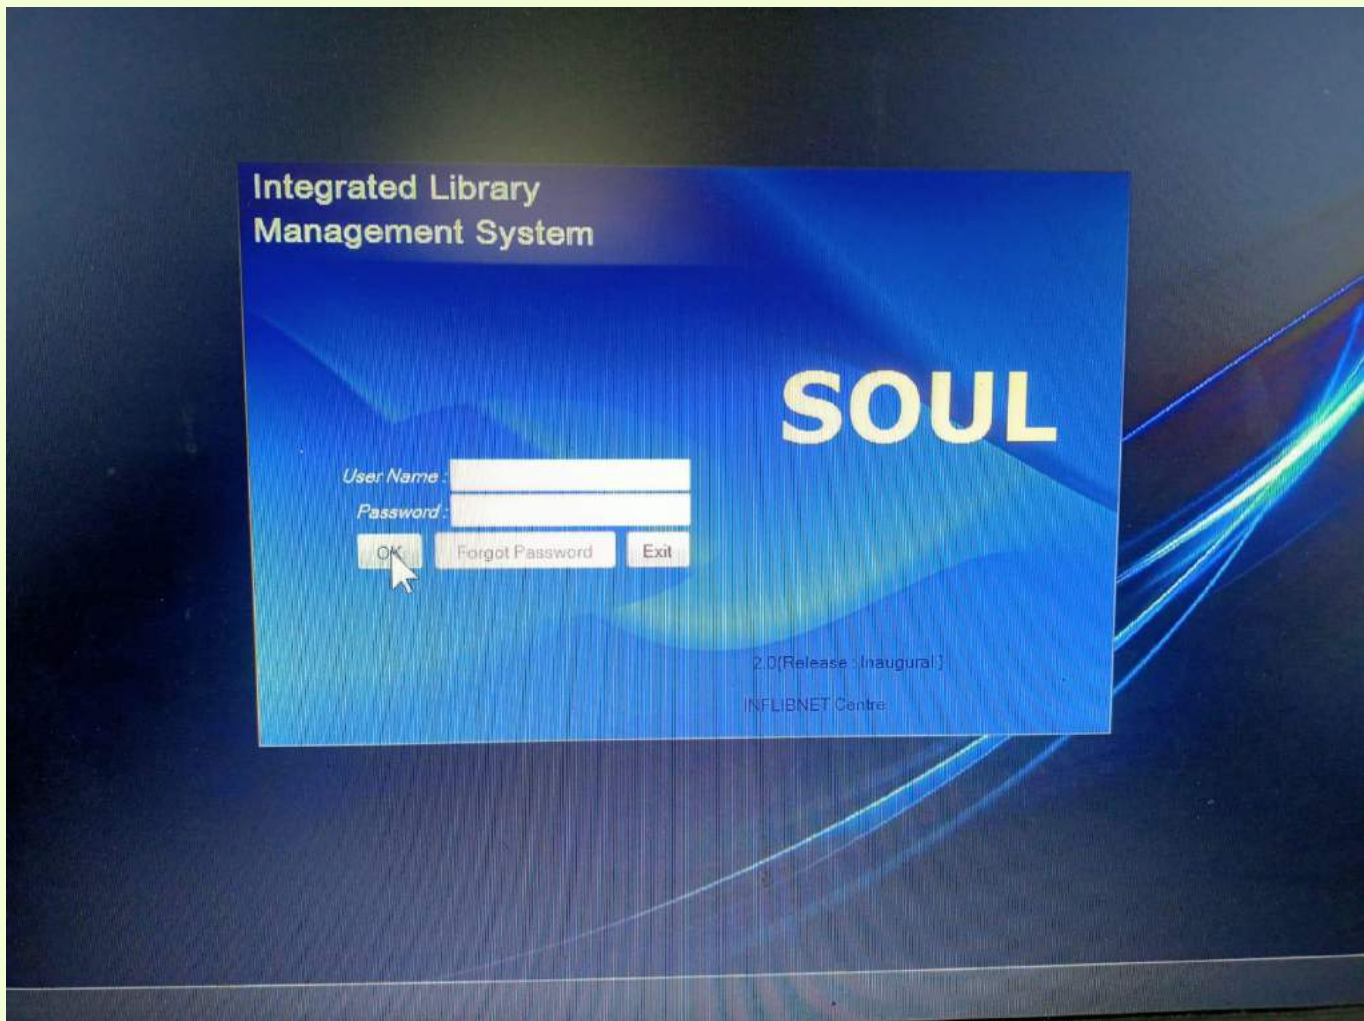 Integrated Library
Management System
SOUL
User Name :
Password :
OK Forgot Password Exit
2.0(Release : Inaugural )
INFLIBNET Centre